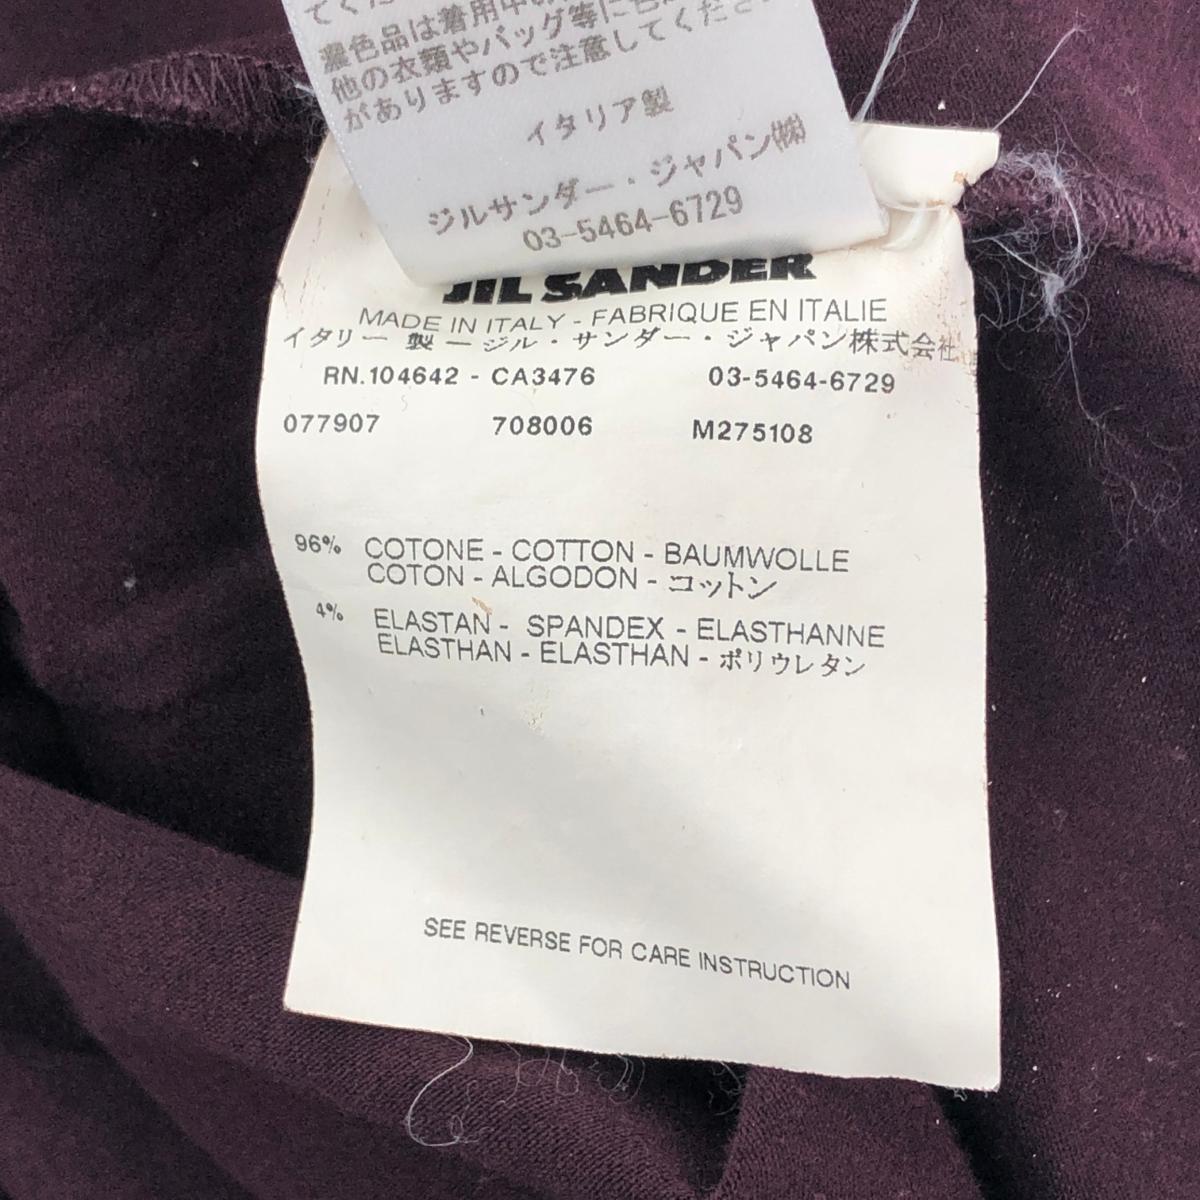 てくだ
濃色品は着用中の
他の衣類やバッグ等に色
がありますので注意してくださ
イタリア製
ジルサンダー・ジャパン㈱
03-5464-6729
JIL SANDER
MADE IN ITALY - FABRIQUE EN ITALIE
イタリー 製 ー ジル・サンダー・ジャパン株式会社
RN.104642 - CA3476 03-5464-6729
077907 708006 M275108
96% COTONE - COTTON - BAUMWOLLE
COTON - ALGODON - コットン
4% ELASTAN - SPANDEX - ELASTHANNE
ELASTHAN - ELASTHAN - ポリウレタン
SEE REVERSE FOR CARE INSTRUCTION